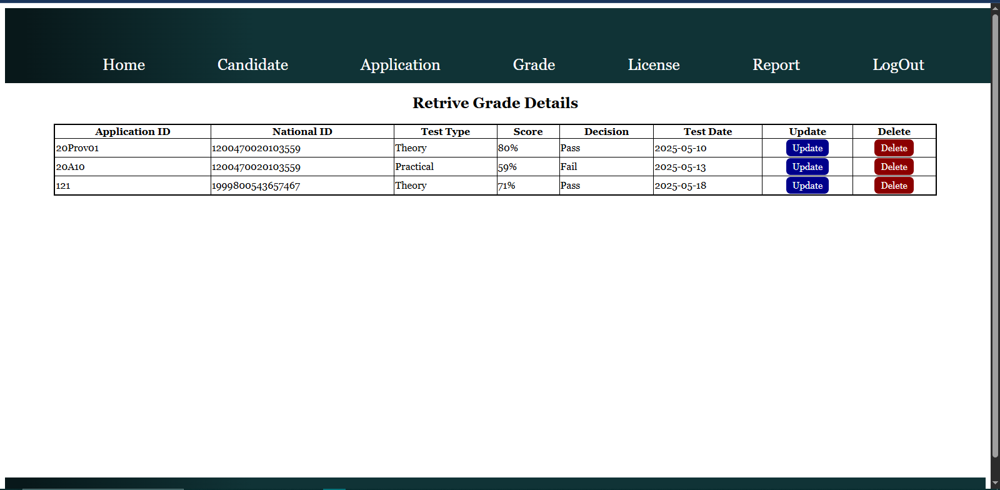 Home Candidate Application Grade License Report LogOut
Retrive Grade Details
Application ID National ID Test Type Score Decision Test Date Update Delete
20Prov01 1200470020103559 Theory 80% Pass 2025-05-10 Update Delete
20A10 1200470020103559 Practical 59% Fail 2025-05-13 Update Delete
121 1999800543657467 Theory 71% Pass 2025-05-18 Update Delete